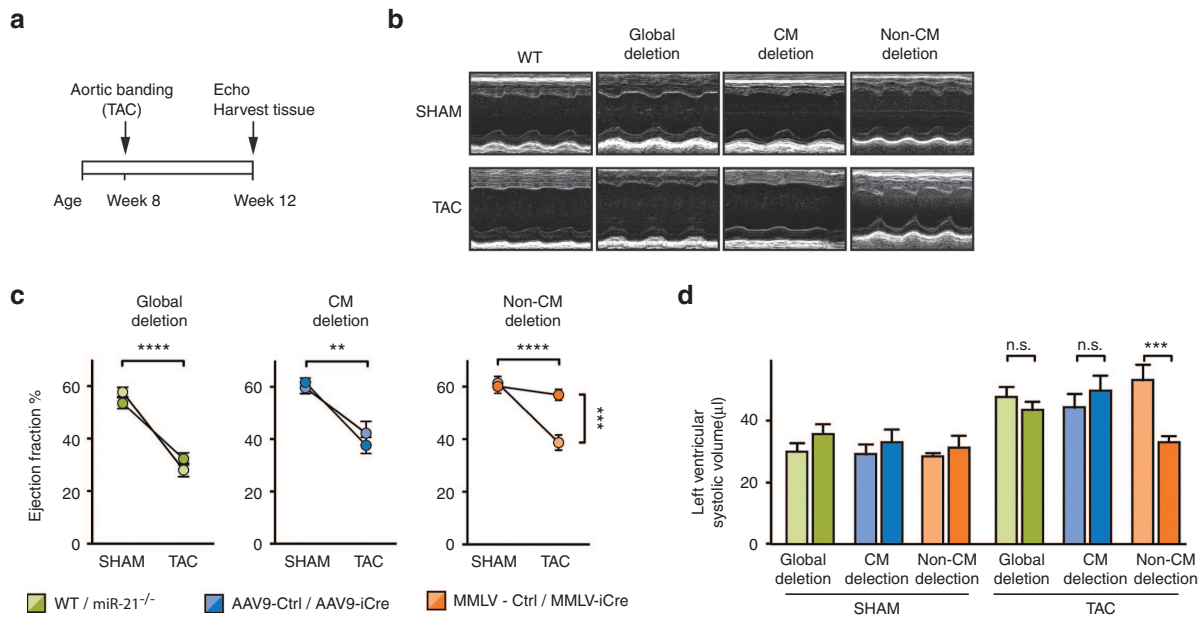 a
Aortic banding
(TAC)
Echo
Harvest tissue
Age
Week 8
Week 12
b
WT
Global
deletion
CM
deletion
Non-CM
deletion
SHAM
TAC
c
Global
deletion
****
CM
deletion
**
Non-CM
deletion
****
***
Ejection fraction %
60
40
20
0
SHAM TAC
60
40
20
0
SHAM TAC
60
40
20
0
SHAM TAC
WT / miR-21-/-
AAV9-Ctrl / AAV9-iCre
MMLV - Ctrl / MMLV-iCre
d
n.s.
n.s.
***
Left ventricular
systolic volume(µl)
40
20
0
Global
deletion
CM
delection
Non-CM
delection
Global
deletion
CM
delection
Non-CM
delection
SHAM
TAC